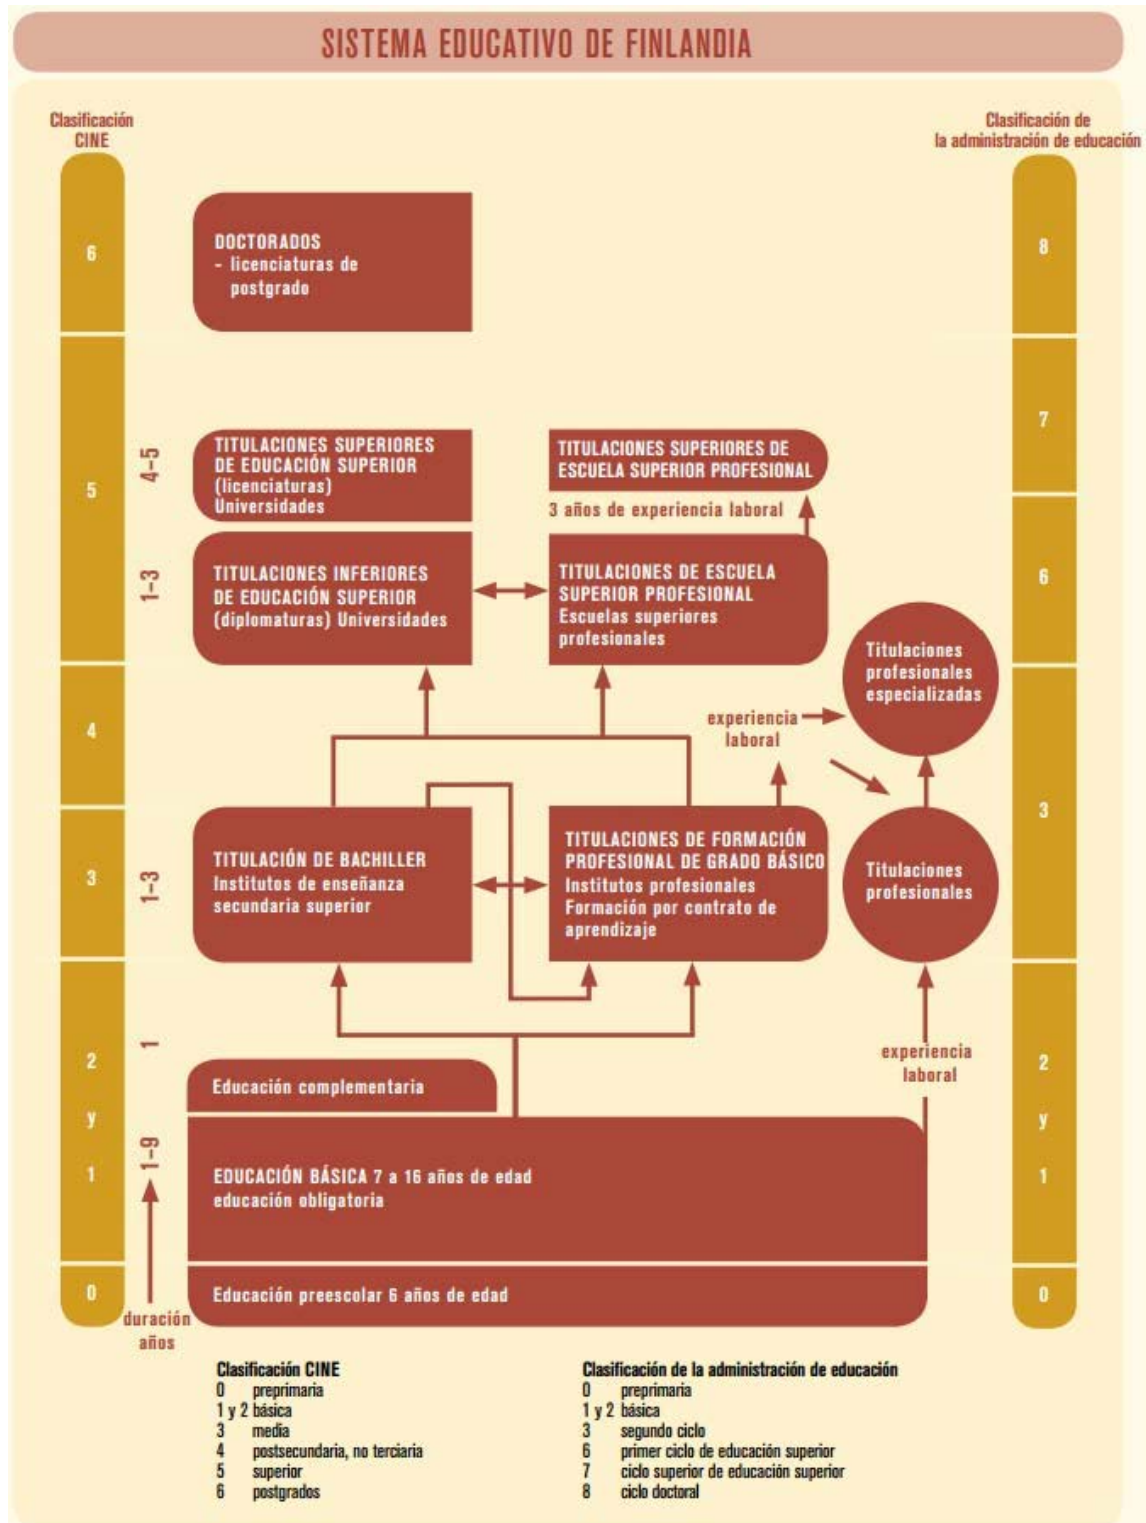 SISTEMA EDUCATIVO DE FINLANDIA
Clasificación
CINE
Clasificación de
la administración de educación
6
5
4
3
2
y
1
0
4–5
1–3
1–3
1
1–9
duración
años
DOCTORADOS
- licenciaturas de
postgrado
TITULACIONES SUPERIORES
DE EDUCACIÓN SUPERIOR
(licenciaturas)
Universidades
TITULACIONES SUPERIORES DE
ESCUELA SUPERIOR PROFESIONAL
3 años de experiencia laboral
TITULACIONES INFERIORES
DE EDUCACIÓN SUPERIOR
(diplomaturas) Universidades
TITULACIONES DE ESCUELA
SUPERIOR PROFESIONAL
Escuelas superiores
profesionales
Titulaciones
profesionales
especializadas
experiencia
laboral
TITULACIÓN DE BACHILLER
Institutos de enseñanza
secundaria superior
TITULACIONES DE FORMACIÓN
PROFESIONAL DE GRADO BÁSICO
Institutos profesionales
Formación por contrato de
aprendizaje
Titulaciones
profesionales
experiencia
laboral
Educación complementaria
EDUCACIÓN BÁSICA 7 a 16 años de edad
educación obligatoria
Educación preescolar 6 años de edad
8
7
6
3
2
y
1
0
Clasificación CINE
0 preprimaria
1 y 2 básica
3 media
4 postsecundaria, no terciaria
5 superior
6 postgrados
Clasificación de la administración de educación
0 preprimaria
1 y 2 básica
3 segundo ciclo
6 primer ciclo de educación superior
7 ciclo superior de educación superior
8 ciclo doctoral